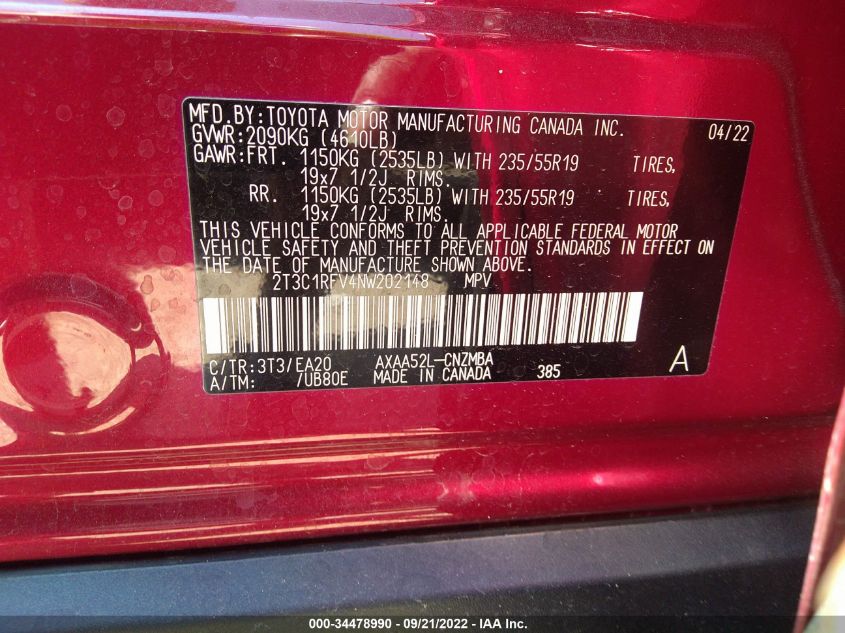 MFD.BY:TOYOTA MOTOR MANUFACTURING CANADA INC. 04/22
GVWR:2090KG (4610LB)
GAWR:FRT. 1150KG (2535LB) WITH 235/55R19 TIRES,
19x7 1/2J RIMS.
RR. 1150KG (2535LB) WITH 235/55R19 TIRES,
19x7 1/2J RIMS.
THIS VEHICLE CONFORMS TO ALL APPLICABLE FEDERAL MOTOR
VEHICLE SAFETY AND THEFT PREVENTION STANDARDS IN EFFECT ON
THE DATE OF MANUFACTURE SHOWN ABOVE.
2T3C1RFV4NW202148 MPV
C/TR:3T3/EA20 AXAA52L-CNZMBA
A/TM: /UB80E MADE IN CANADA 385 A
000-34478990 - 09/21/2022 - IAA Inc.